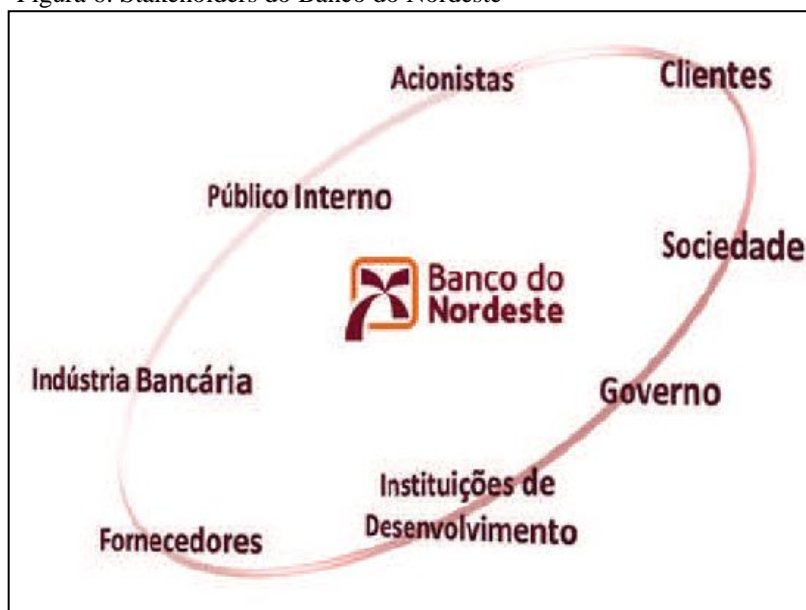 Figura 6. Stakeholders do Banco do Nordeste
Acionistas
Clientes
Público Interno
Sociedade
Banco do
Nordeste
Indústria Bancária
Governo
Instituições de
Desenvolvimento
Fornecedores